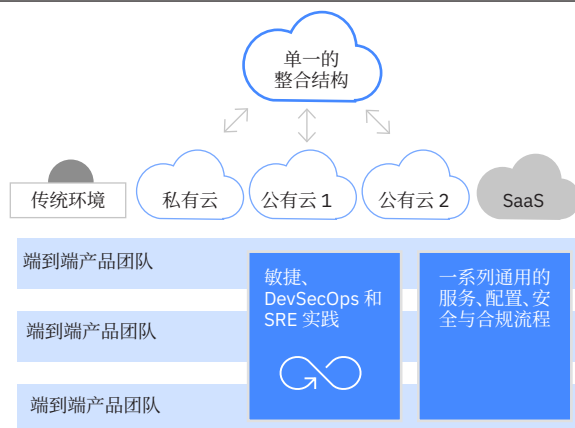 单一的
整合结构
传统环境
私有云
公有云 1
公有云 2
SaaS
端到端产品团队
敏捷、
DevSecOps 和
SRE 实践
一系列通用的
服务、配置、安
全与合规流程
端到端产品团队
端到端产品团队